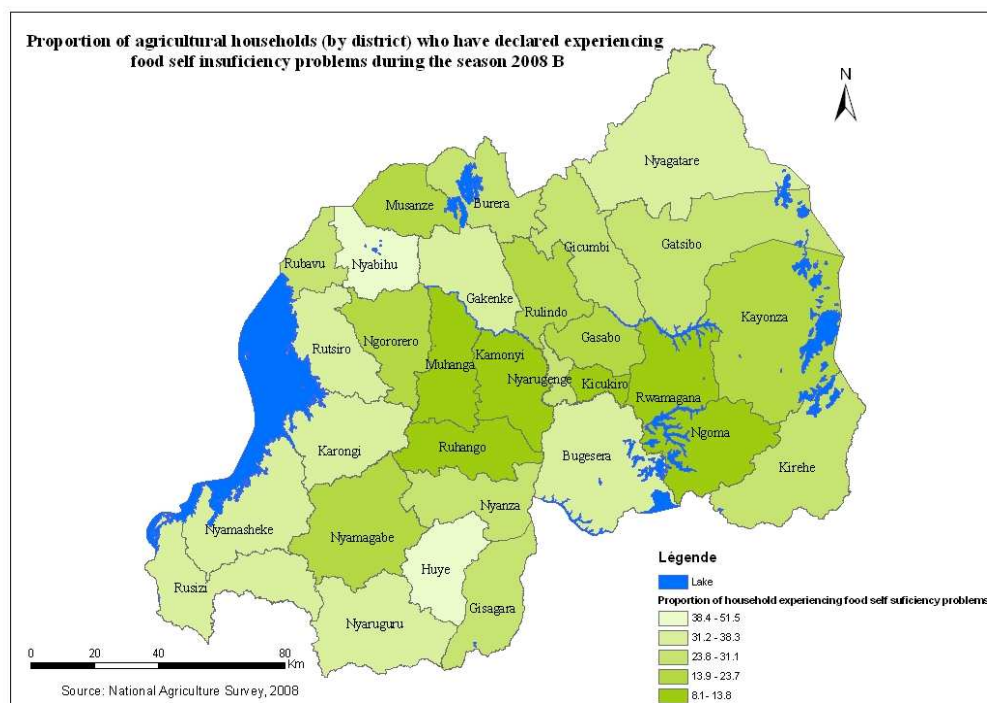 Proportion of agricultural households (by district) who have declared experiencing
food self insuficiency problems during the season 2008 B
N
Nyagatare
Musanze
Burera
Gicumbi
Gatsibo
Rubavu
Nyabihu
Gakenke
Rulindo
Kayonza
Rutsiro
Ngororero
Muhanga
Kamonyi
Gasabo
Nyarugenge
Kicukiro
Rwamagana
Ngoma
Karongi
Ruhango
Bugesera
Kirehe
Nyanza
Nyamasheke
Nyamagabe
Huye
Rusizi
Gisagara
Nyaruguru
Légende
Lake
Proportion of household experiencing food self suficiency problems
38.4 - 51.5
31.2 - 38.3
23.8 - 31.1
13.9 - 23.7
8.1 - 13.8
0 40 80
Km
Source: National Agriculture Survey, 2008